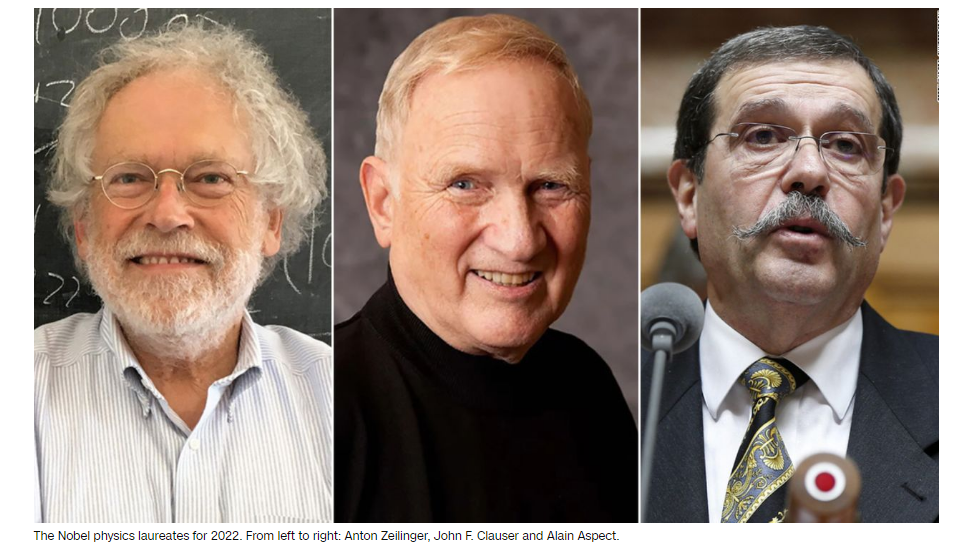 The Nobel physics laureates for 2022. From left to right: Anton Zeilinger, John F. Clauser and Alain Aspect.